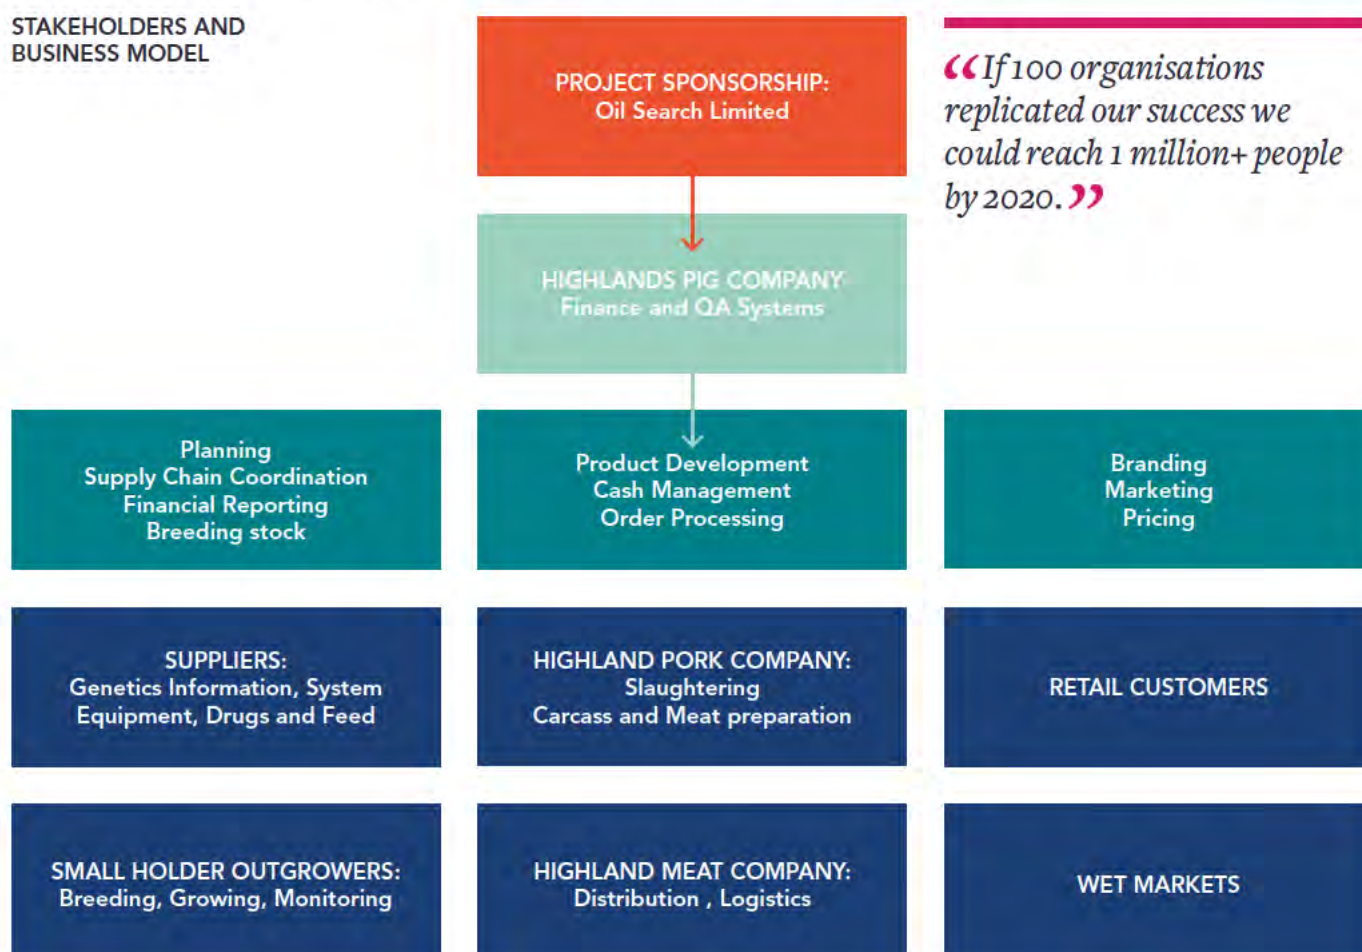 STAKEHOLDERS AND
BUSINESS MODEL
PROJECT SPONSORSHIP:
Oil Search Limited
“If 100 organisations
replicated our success we
could reach 1 million+ people
by 2020.”
HIGHLANDS PIG COMPANY
Finance and QA Systems
Planning
Supply Chain Coordination
Financial Reporting
Breeding stock
Product Development
Cash Management
Order Processing
Branding
Marketing
Pricing
SUPPLIERS:
Genetics Information, System
Equipment, Drugs and Feed
HIGHLAND PORK COMPANY:
Slaughtering
Carcass and Meat preparation
RETAIL CUSTOMERS
SMALL HOLDER OUTGROWERS:
Breeding, Growing, Monitoring
HIGHLAND MEAT COMPANY:
Distribution , Logistics
WET MARKETS